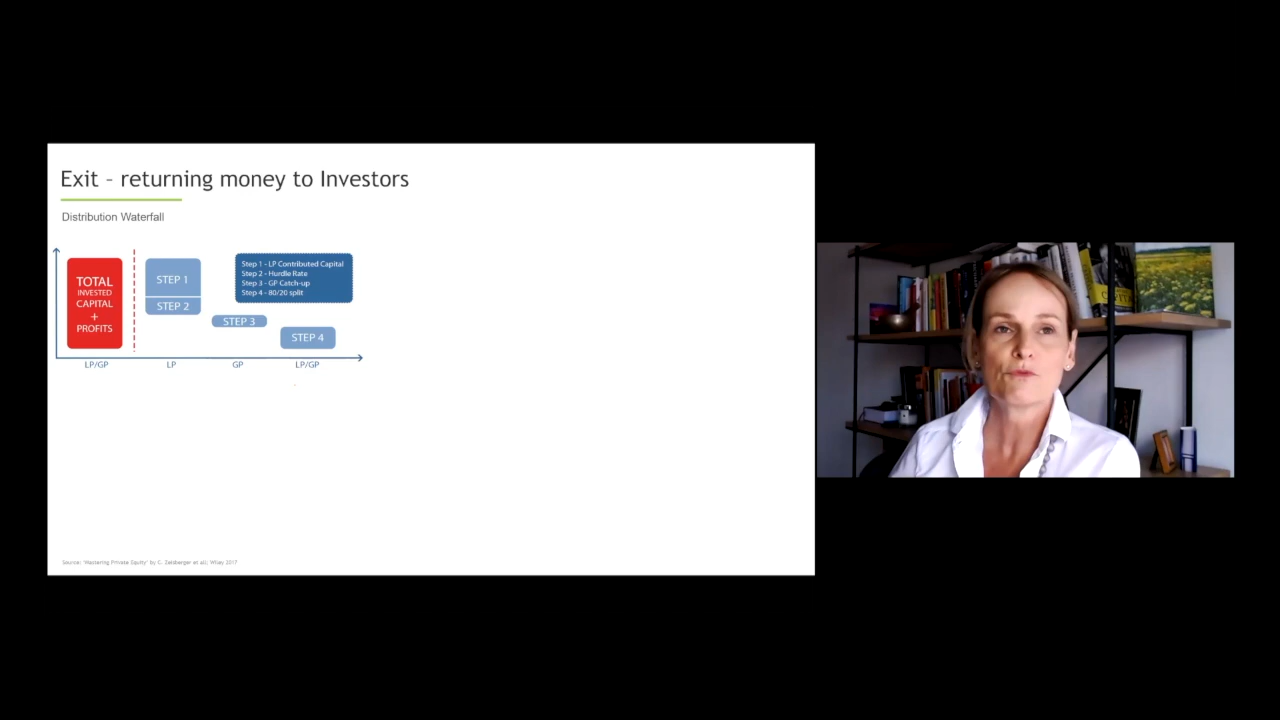 Exit – returning money to Investors
Distribution Waterfall
TOTAL
INVESTED
CAPITAL
+
PROFITS
STEP 1
STEP 2
STEP 3
STEP 4
Step 1 - LP Contributed Capital
Step 2 - Hurdle Rate
Step 3 - GP Catch-up
Step 4 - 80/20 split
LP/GP
LP
GP
LP/GP
Source: 'Mastering Private Equity' by C. Zeisberger et all; Wiley 2017